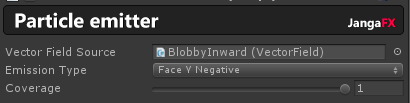 Particle emitter JangaFX
Vector Field Source BlobbyInward (VectorField)
Emission Type Face Y Negative
Coverage 1